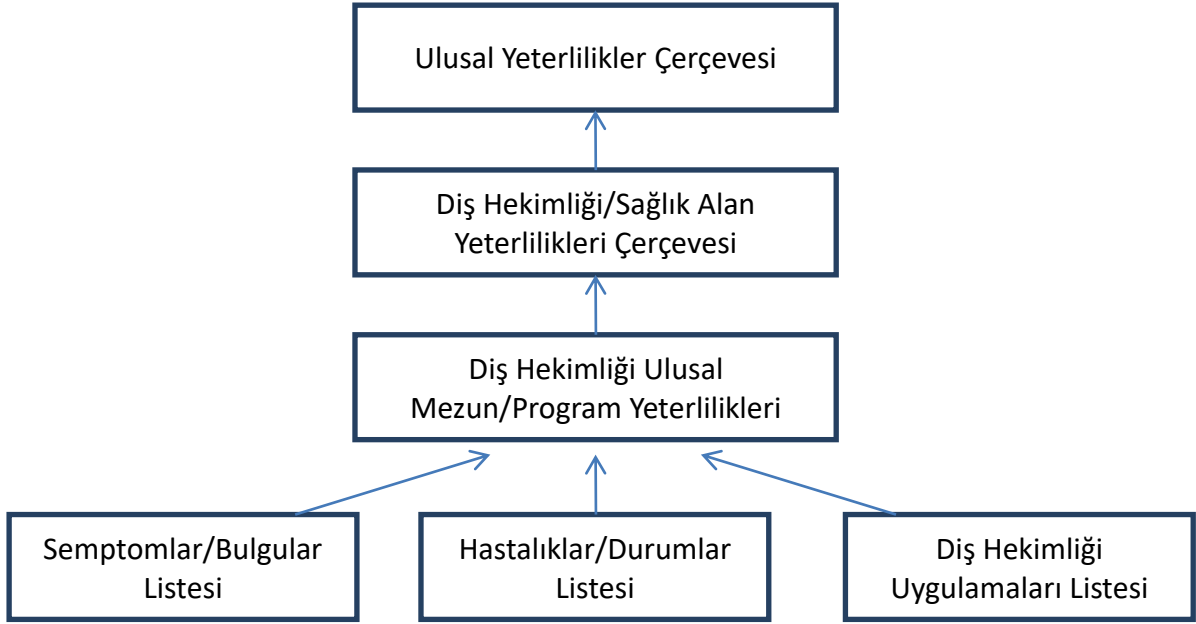 Ulusal Yeterlilikler Çerçevesi
Diş Hekimliği/Sağlık Alan
Yeterlilikleri Çerçevesi
Diş Hekimliği Ulusal
Mezun/Program Yeterlilikleri
Semptomlar/Bulgular
Listesi
Hastalıklar/Durumlar
Listesi
Diş Hekimliği
Uygulamaları Listesi